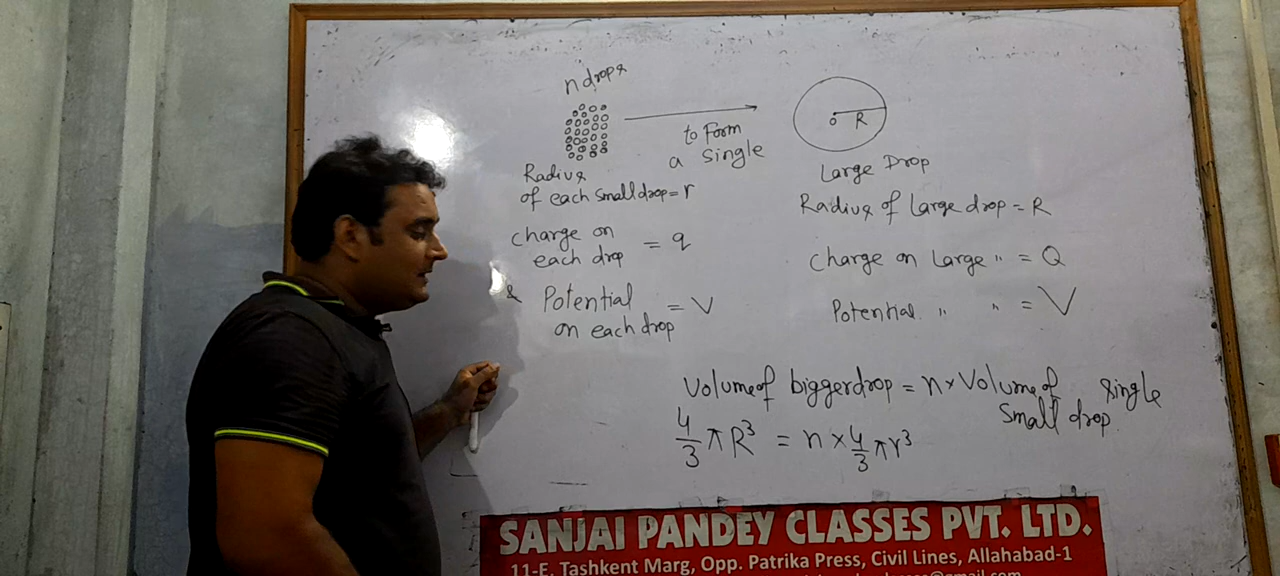 n drops
to Form
a single
R
Radius
of each small drop = r
charge on
each drop = q
& Potential
on each drop = V
Large Drop
Radius of Large drop = R
Charge on Large " = Q
Potential " " = V
Volume of bigger drop = n × Volume of single
small drop
4/3 π R³ = n × 4/3 π r³
SANJAI PANDEY CLASSES PVT. LTD.
11-E, Tashkent Marg, Opp. Patrika Press, Civil Lines, Allahabad-1